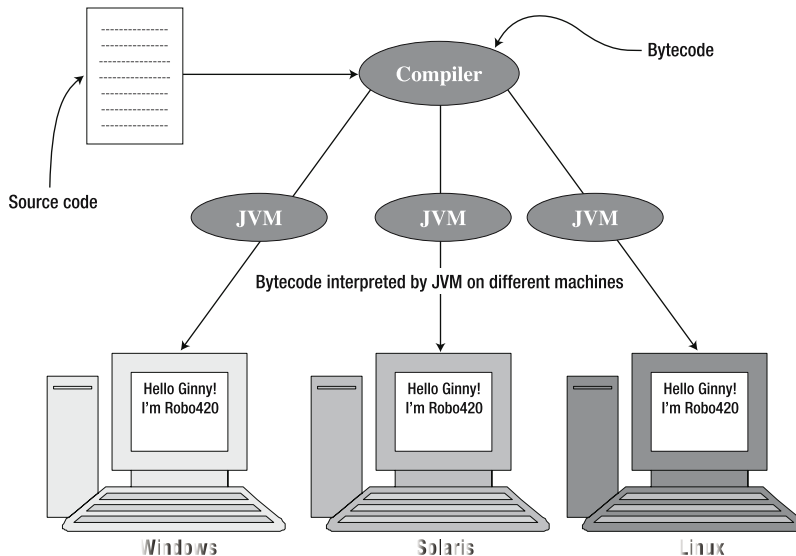 Compiler
Bytecode
Source code
JVM
JVM
JVM
Bytecode interpreted by JVM on different machines
Hello Ginny!
I'm Robo420
Hello Ginny!
I'm Robo420
Hello Ginny!
I'm Robo420
Windows
Solaris
Linux